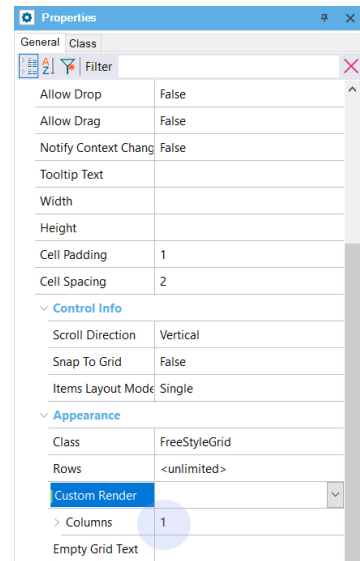 Properties
General Class
Filter
Allow Drop False
Allow Drag False
Notify Context Chang False
Tooltip Text
Width
Height
Cell Padding 1
Cell Spacing 2
Control Info
Scroll Direction Vertical
Snap To Grid False
Items Layout Mode Single
Appearance
Class FreeStyleGrid
Rows <unlimited>
Custom Render
Columns 1
Empty Grid Text